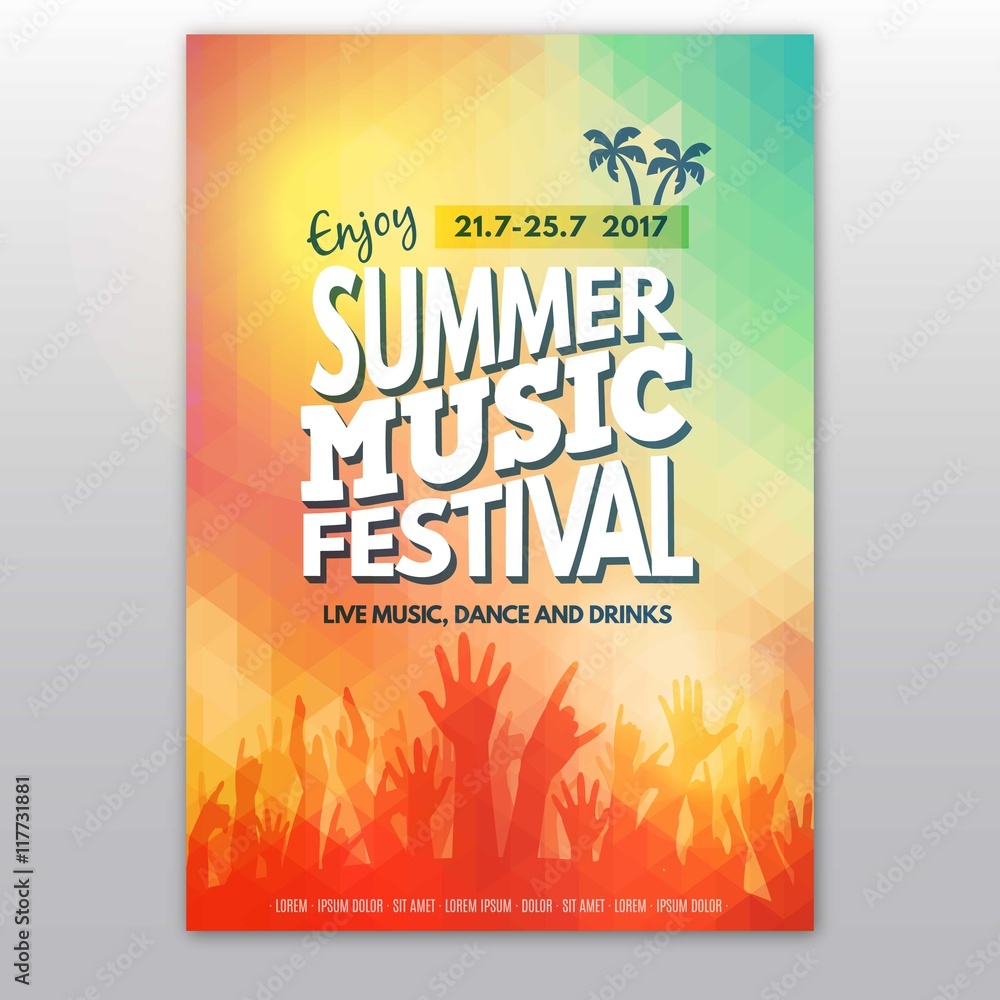 Enjoy 21.7-25.7 2017
SUMMER
MUSIC
FESTIVAL
LIVE MUSIC, DANCE AND DRINKS
· LOREM · IPSUM DOLOR · SIT AMET · LOREM IPSUM · DOLOR · SIT AMET · LOREM · IPSUM DOLOR ·
Adobe Stock | #117731881